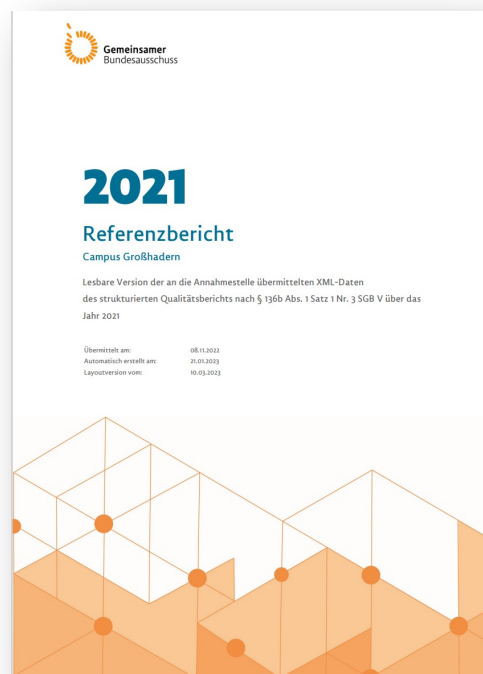 Gemeinsamer
Bundesausschuss
2021
Referenzbericht
Campus Großhadern
Lesbare Version der an die Annahmestelle übermittelten XML-Daten
des strukturierten Qualitätsberichts nach § 136b Abs. 1 Satz 1 Nr. 3 SGB V über das
Jahr 2021
Übermittelt am: 08.11.2022
Automatisch erstellt am: 21.01.2023
Layoutversion vom: 10.03.2023